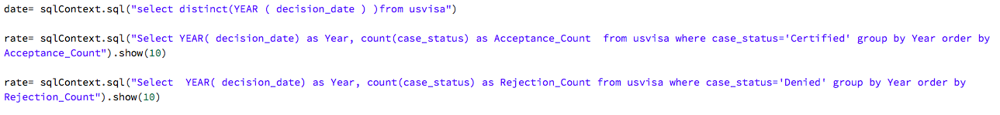 date= sqlContext.sql("select distinct(YEAR ( decision_date ) )from usvisa")
rate= sqlContext.sql("Select YEAR( decision_date) as Year, count(case_status) as Acceptance_Count  from usvisa where case_status='Certified' group by Year order by
Acceptance_Count").show(10)
rate= sqlContext.sql("Select  YEAR( decision_date) as Year, count(case_status) as Rejection_Count from usvisa where case_status='Denied' group by Year order by
Rejection_Count").show(10)